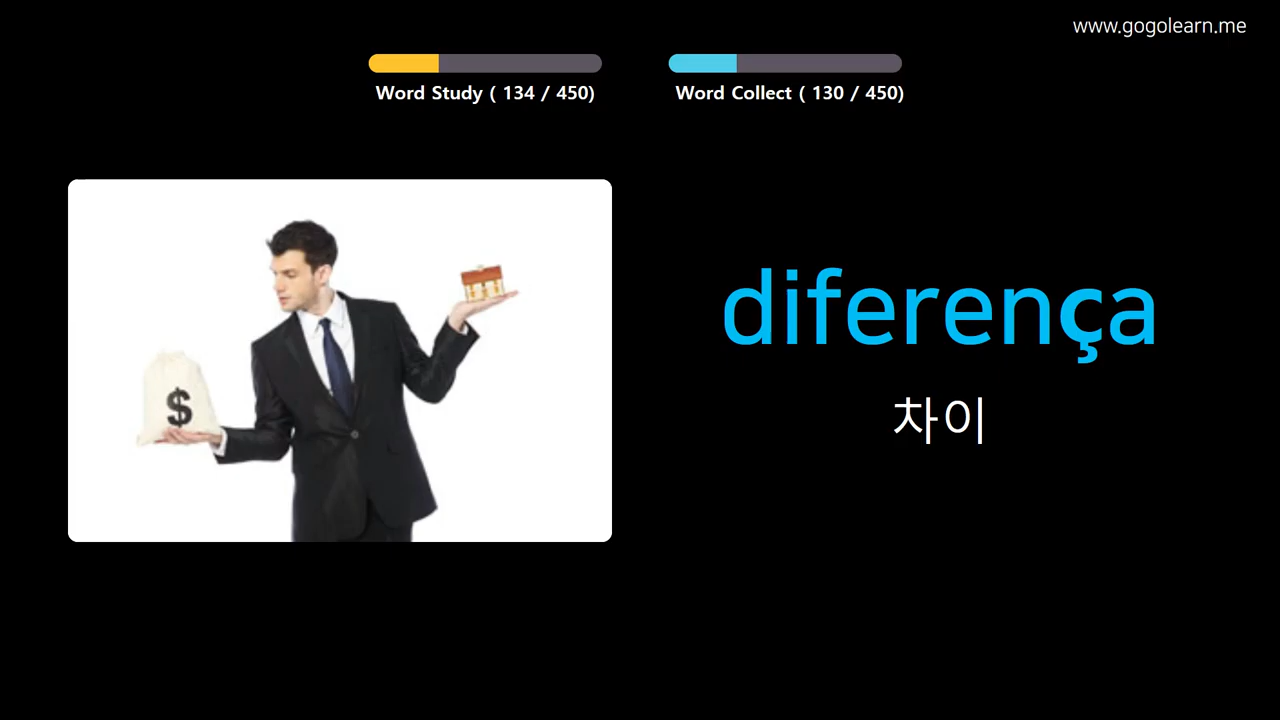 www.gogolearn.me
Word Study ( 134 / 450)
Word Collect ( 130 / 450)
$
diferença
차이